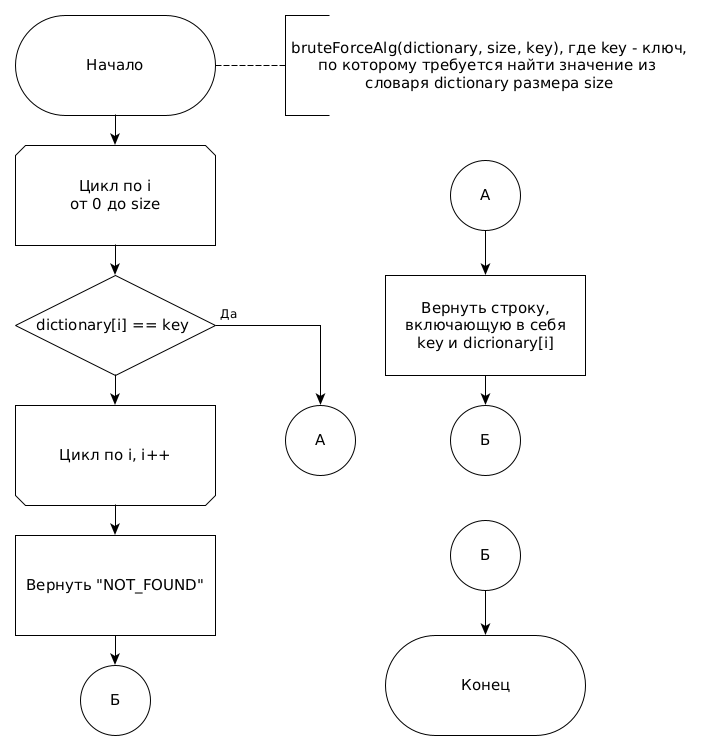 Начало
bruteForceAlg(dictionary, size, key), где key - ключ,
по которому требуется найти значение из
словаря dictionary размера size
Цикл по i
от 0 до size
dictionary[i] == key
Да
А
Цикл по i, i++
Вернуть "NOT_FOUND"
Б
А
Вернуть строку,
включающую в себя
key и dicrionary[i]
Б
Б
Конец